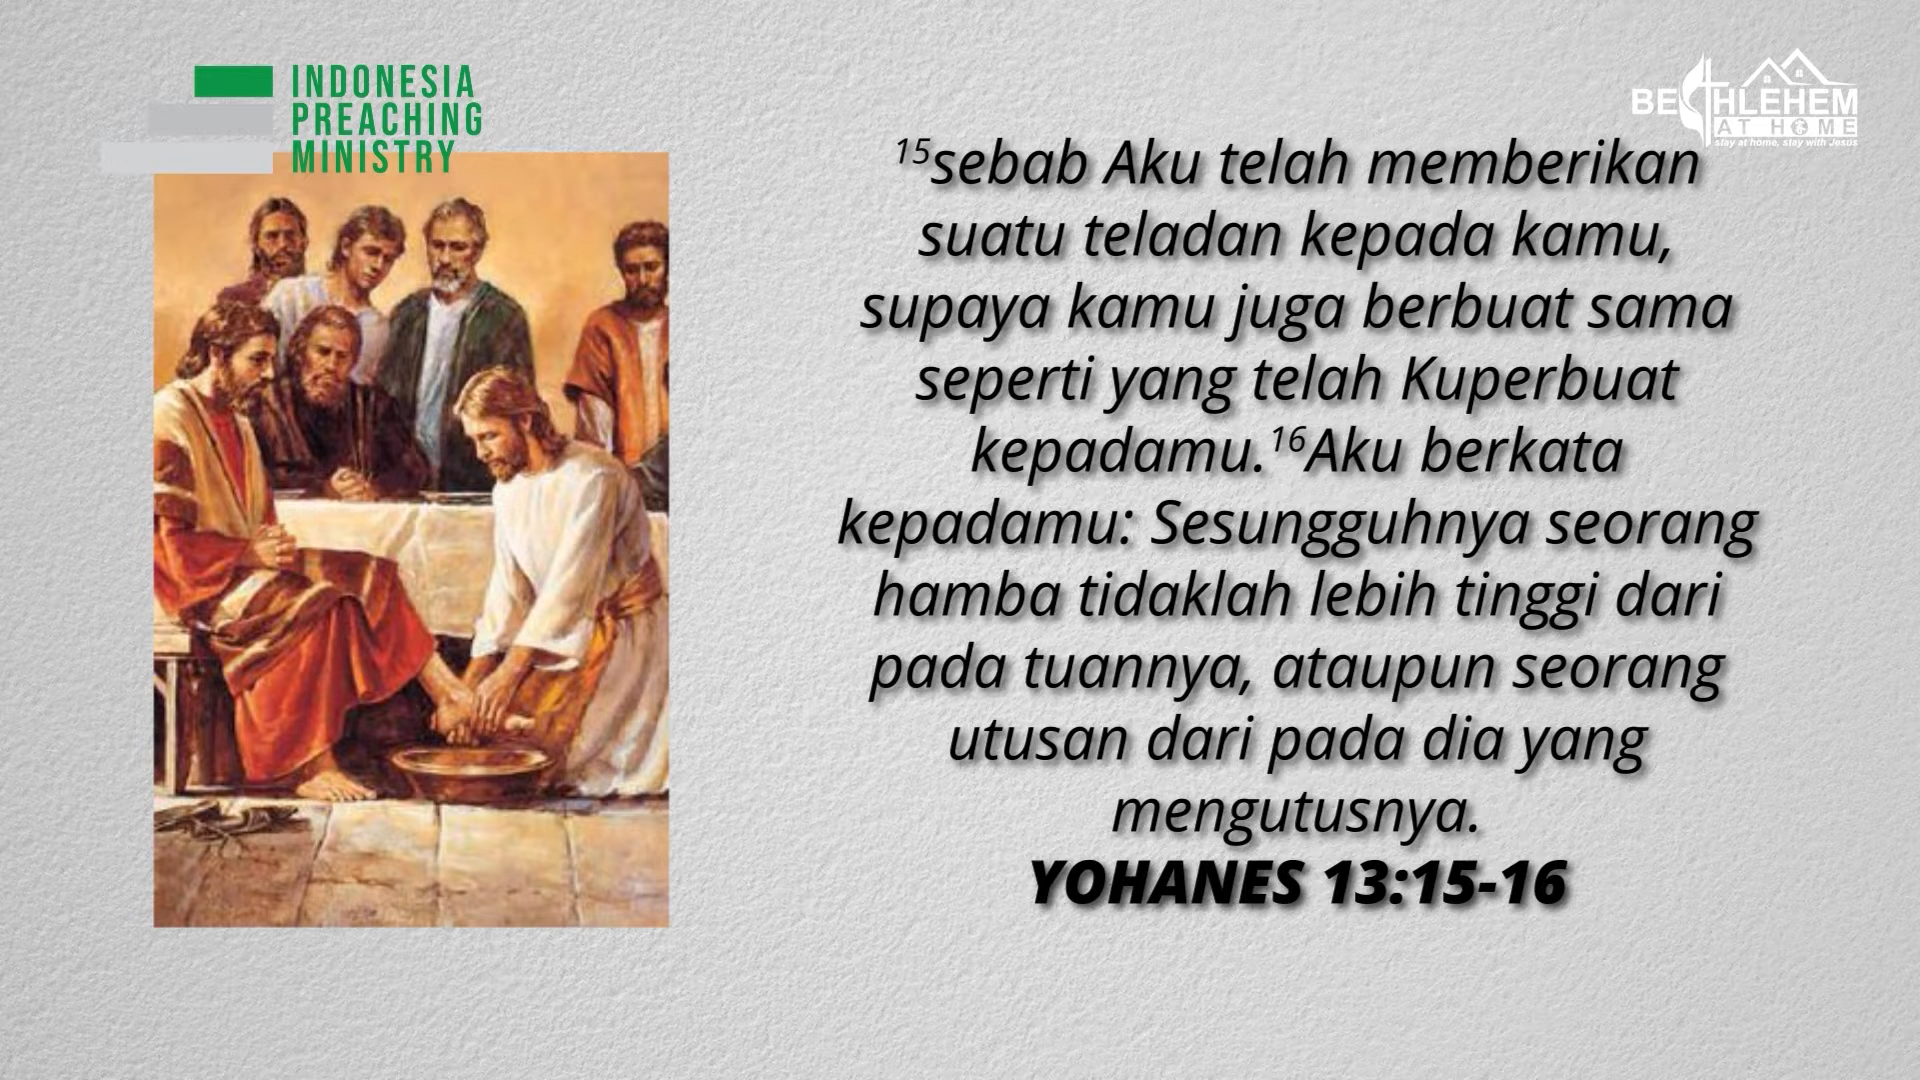 INDONESIA
PREACHING
MINISTRY
BETHLEHEM
AT HOME
stay at home, stay with Jesus
15sebab Aku telah memberikan
suatu teladan kepada kamu,
supaya kamu juga berbuat sama
seperti yang telah Kuperbuat
kepadamu.16Aku berkata
kepadamu: Sesungguhnya seorang
hamba tidaklah lebih tinggi dari
pada tuannya, ataupun seorang
utusan dari pada dia yang
mengutusnya.
YOHANES 13:15-16